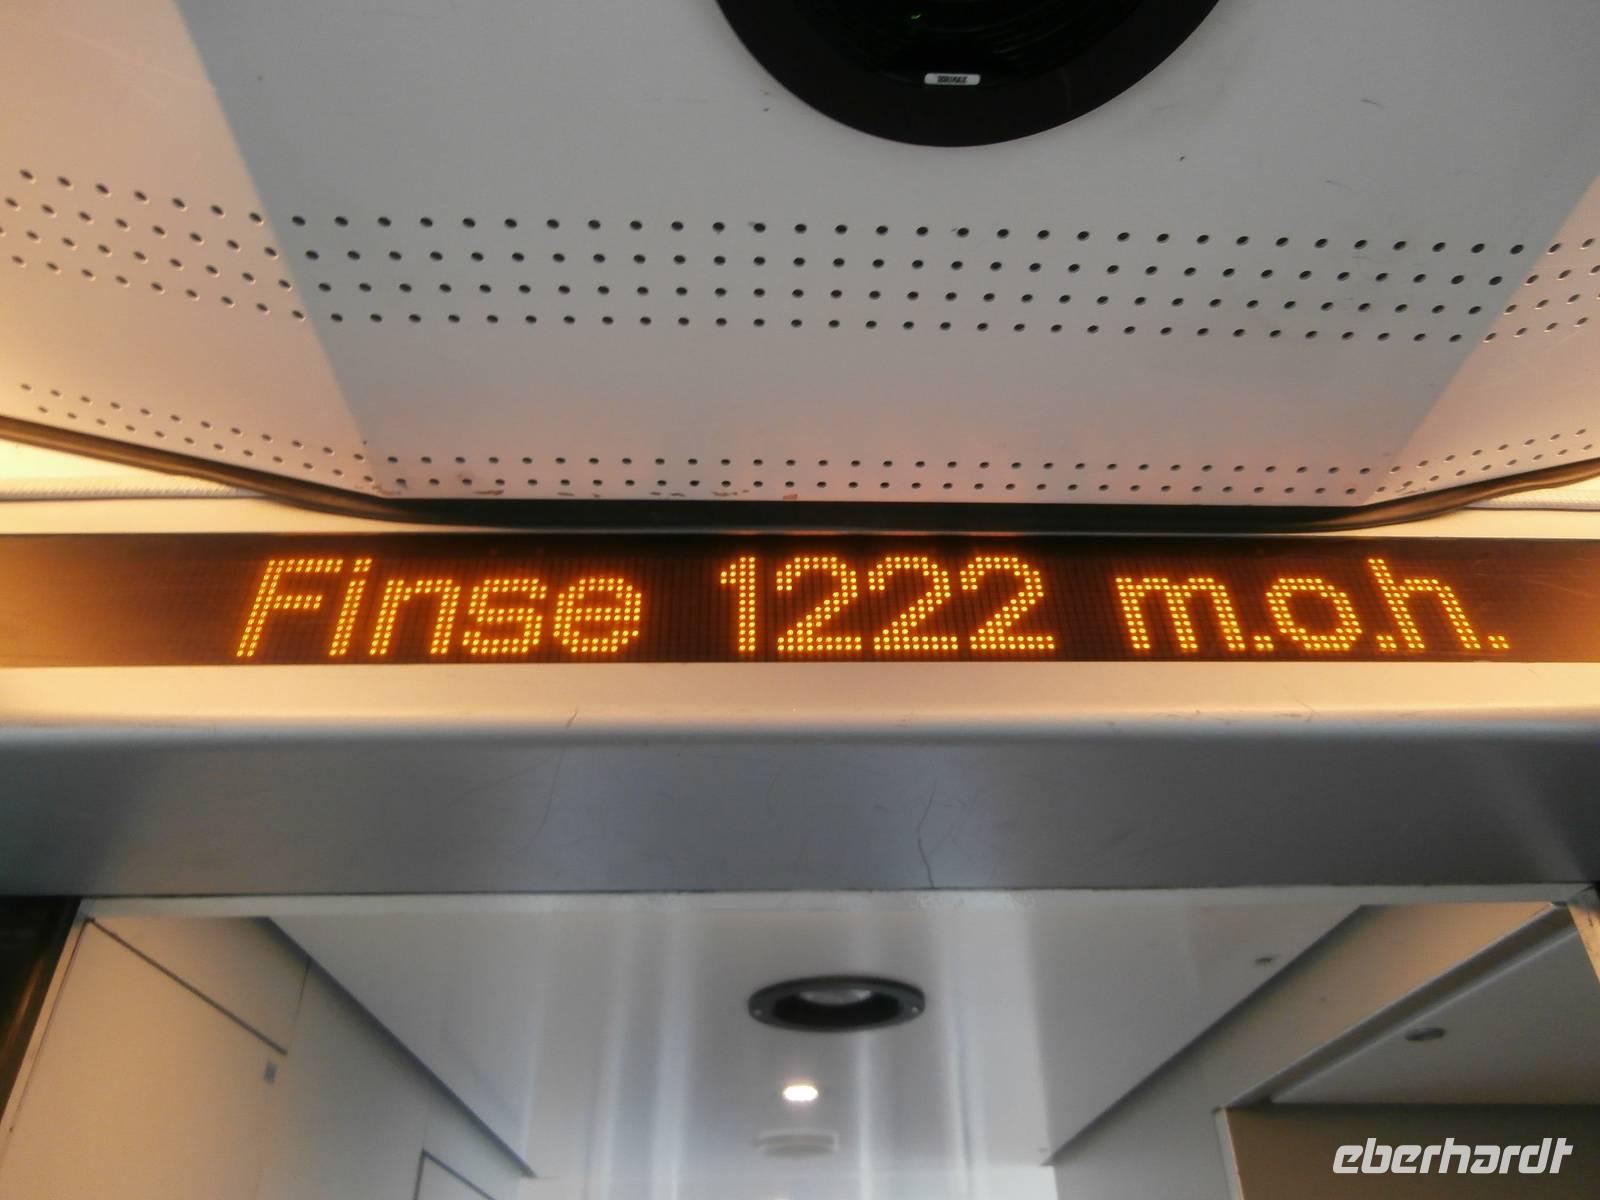 Finse 1222 m.o.h.
eberhardt